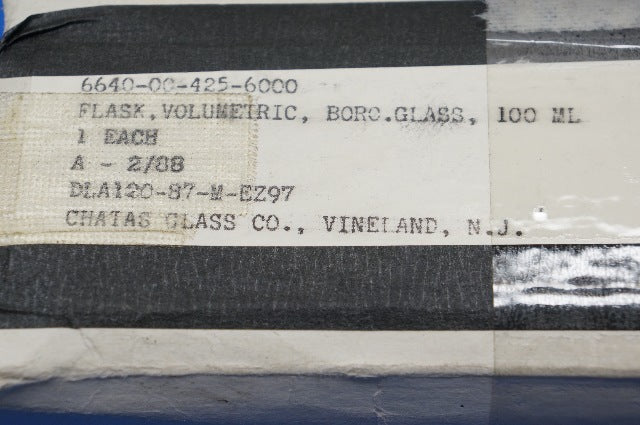 6640-00-425-6000
FLASK,VOLUMETRIC, BORO.GLASS, 100 ML
1 EACH
A - 2/88
DLA120-87-M-EZ97
CHATAS GLASS CO., VINELAND, N.J.